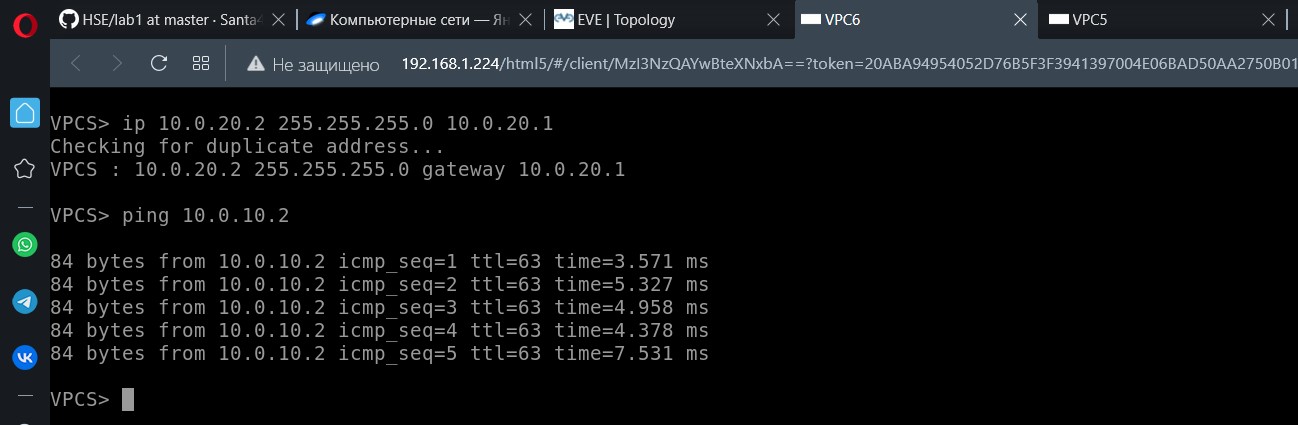 HSE/lab1 at master · Santa4
Компьютерные сети — Ян
EVE | Topology
VPC6
VPC5
Не защищено 192.168.1.224/html5/#/client/MzI3NzQAYwBteXNxbA==?token=20ABA94954052D76B5F3F3941397004E06BAD50AA2750B01
VPCS> ip 10.0.20.2 255.255.255.0 10.0.20.1
Checking for duplicate address...
VPCS : 10.0.20.2 255.255.255.0 gateway 10.0.20.1
VPCS> ping 10.0.10.2
84 bytes from 10.0.10.2 icmp_seq=1 ttl=63 time=3.571 ms
84 bytes from 10.0.10.2 icmp_seq=2 ttl=63 time=5.327 ms
84 bytes from 10.0.10.2 icmp_seq=3 ttl=63 time=4.958 ms
84 bytes from 10.0.10.2 icmp_seq=4 ttl=63 time=4.378 ms
84 bytes from 10.0.10.2 icmp_seq=5 ttl=63 time=7.531 ms
VPCS>